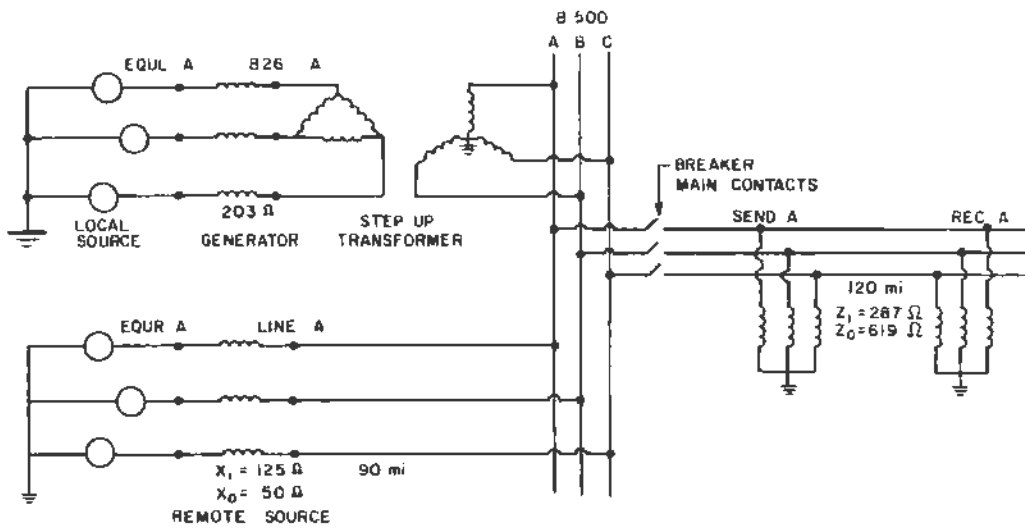 B 500
A B C
EQUL A
826 A
LOCAL
SOURCE
203 Ω
GENERATOR
STEP UP
TRANSFORMER
BREAKER
MAIN CONTACTS
SEND A
REC A
120 mi
Z₁=287 Ω
Z₀=619 Ω
EQUR A
LINE A
X₁ = 125 Ω
X₀ = 50 Ω
90 mi
REMOTE SOURCE